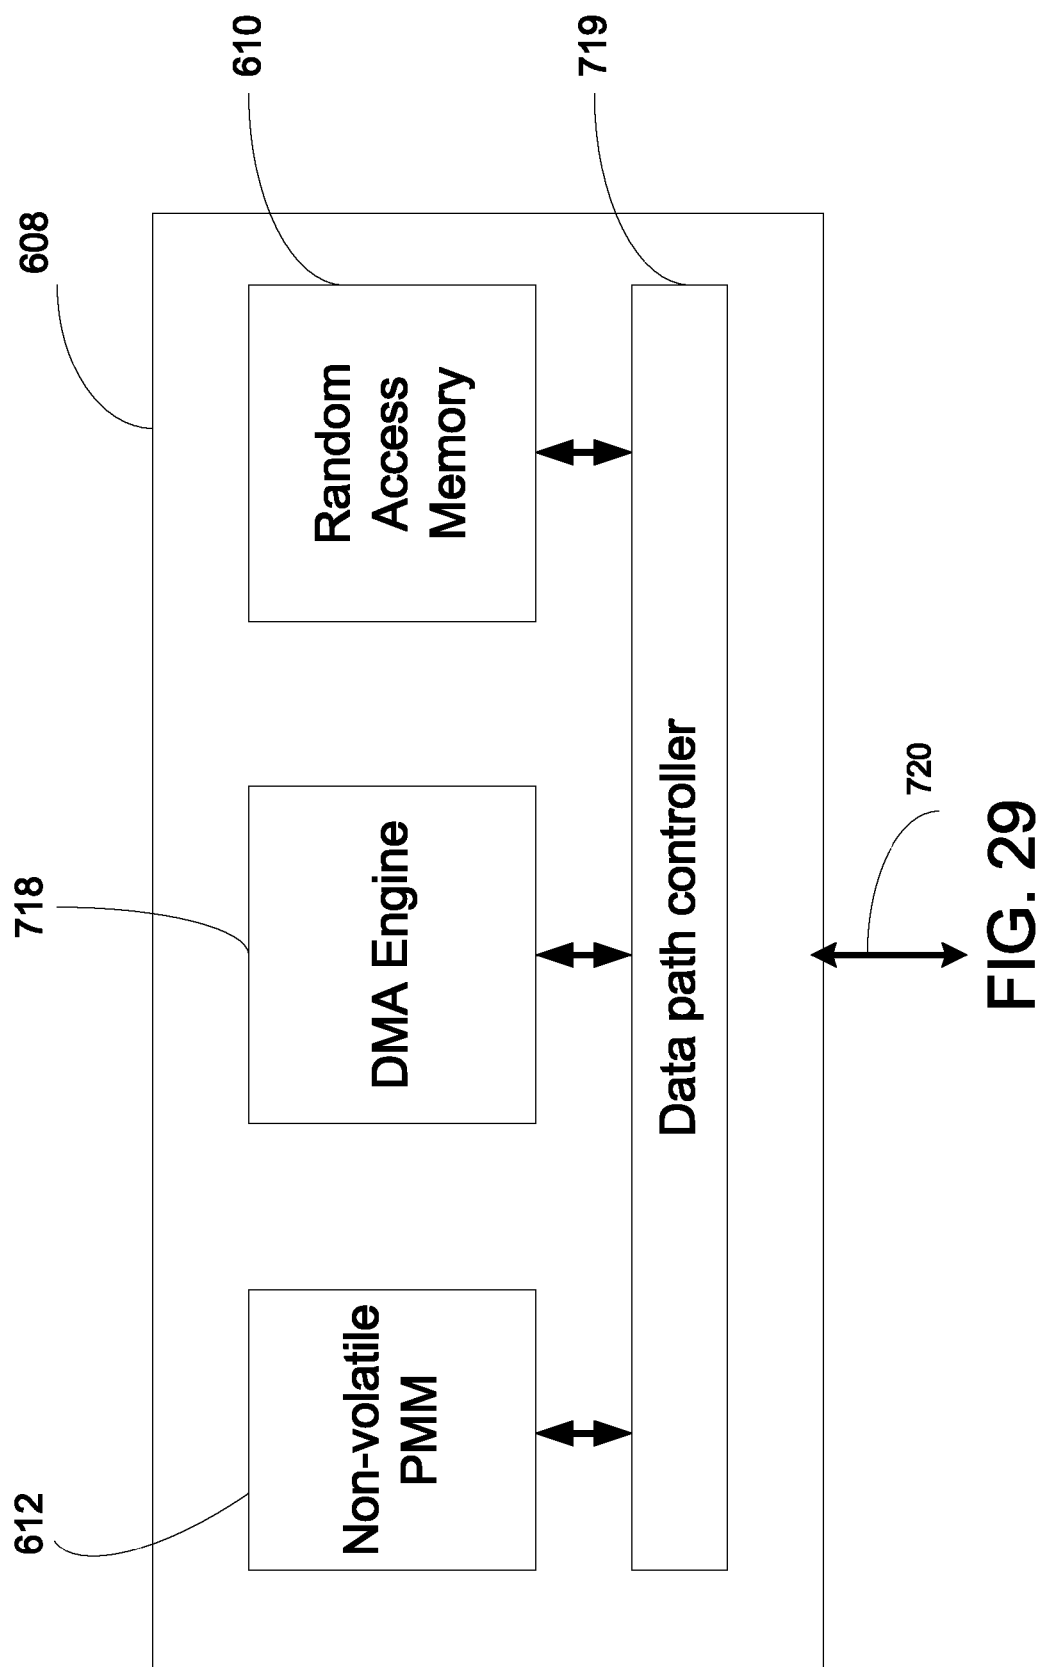 612
718
608
610
719
Non-volatile
PMM
DMA Engine
Random
Access
Memory
Data path controller
720
FIG. 29